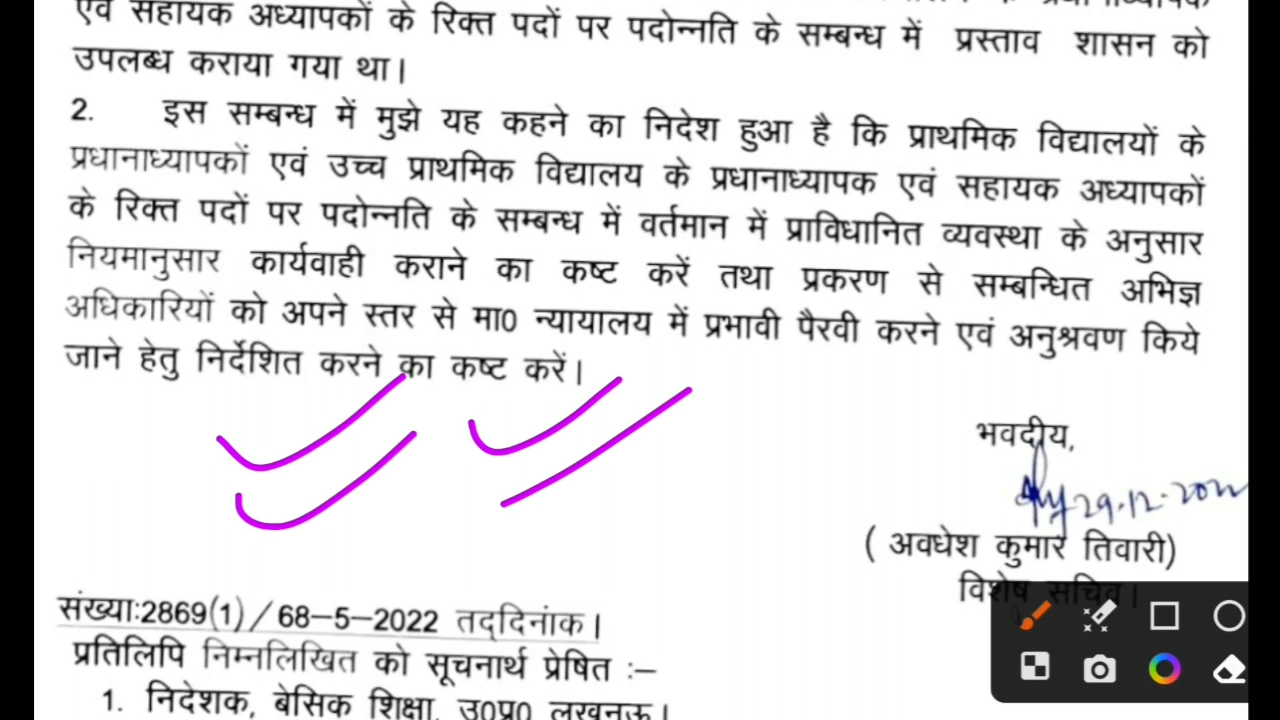 एवं सहायक अध्यापकों के रिक्त पदों पर पदोन्नति के सम्बन्ध में प्रस्ताव शासन को
उपलब्ध कराया गया था।
2. इस सम्बन्ध में मुझे यह कहने का निदेश हुआ है कि प्राथमिक विद्यालयों के
प्रधानाध्यापकों एवं उच्च प्राथमिक विद्यालय के प्रधानाध्यापक एवं सहायक अध्यापकों
के रिक्त पदों पर पदोन्नति के सम्बन्ध में वर्तमान में प्राविधानित व्यवस्था के अनुसार
नियमानुसार कार्यवाही कराने का कष्ट करें तथा प्रकरण से सम्बन्धित अभिज्ञ
अधिकारियों को अपने स्तर से मा0 न्यायालय में प्रभावी पैरवी करने एवं अनुश्रवण किये
जाने हेतु निर्देशित करने का कष्ट करें।
भवदीय,
29.12.2022
( अवधेश कुमार तिवारी)
विशेष सचिव।
संख्या:2869(1)/68–5–2022 तद्दिनांक।
प्रतिलिपि निम्नलिखित को सूचनार्थ प्रेषित :–
1. निदेशक, बेसिक शिक्षा, उ0प्र0 लखनऊ।